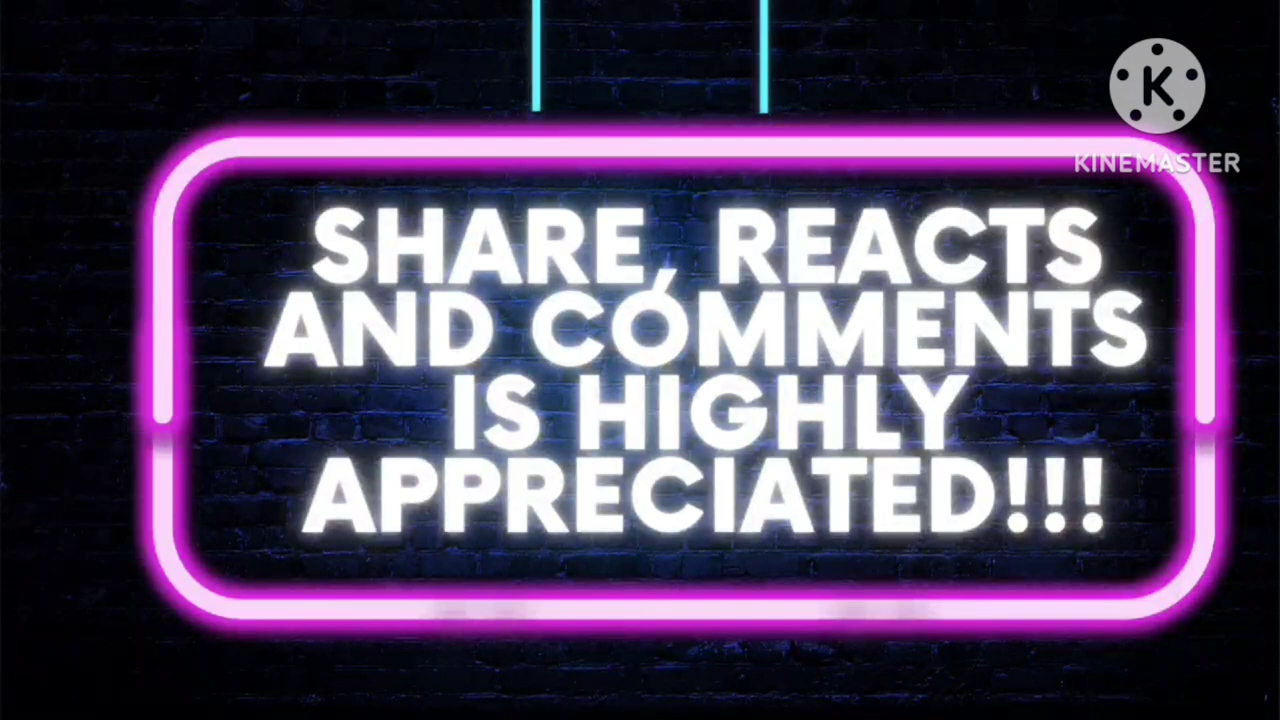 K
KINEMASTER
SHARE, REACTS
AND COMMENTS
IS HIGHLY
APPRECIATED!!!